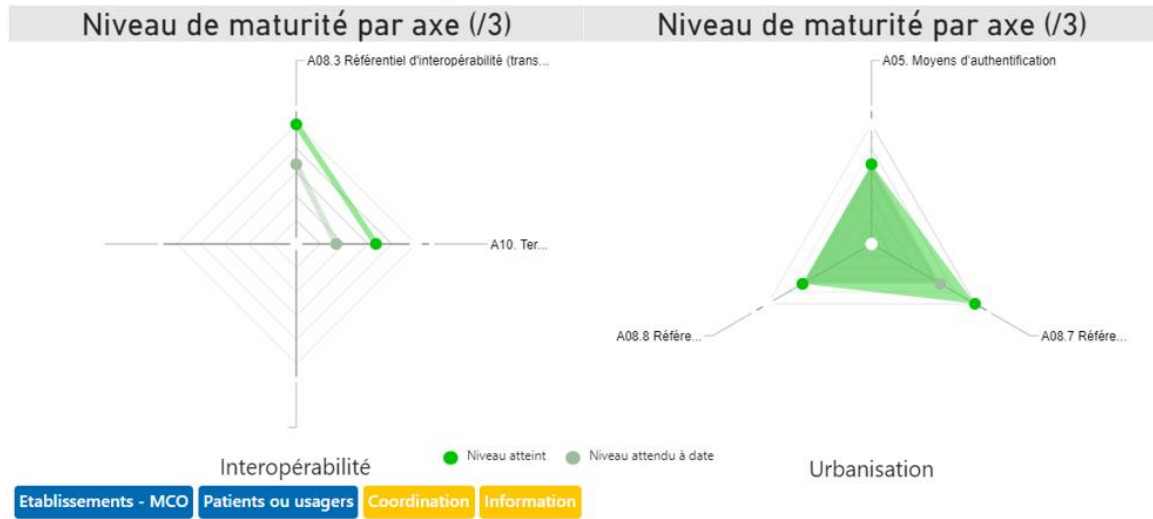 Niveau de maturité par axe (/3)
Niveau de maturité par axe (/3)
A08.3 Référentiel d'interopérabilité (trans...
A10. Ter...
A05. Moyens d'authentification
A08.8 Référe...
A08.7 Référe...
Interopérabilité
Niveau atteint
Niveau attendu à date
Urbanisation
Etablissements - MCO
Patients ou usagers
Coordination
Information